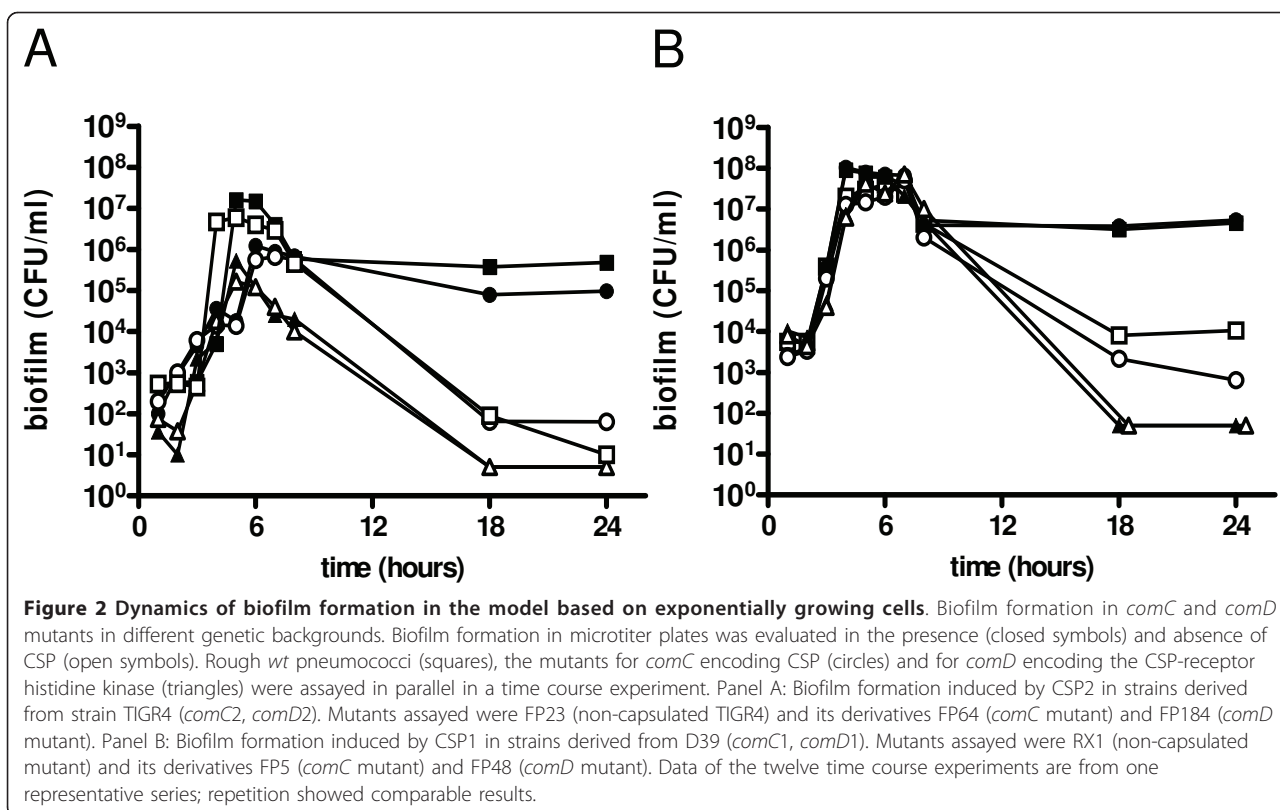 A
B
10⁹
10⁸
10⁷
10⁶
10⁵
10⁴
10³
10²
10¹
10⁰
biofilm (CFU/ml)
0
6
12
18
24
time (hours)
10⁹
10⁸
10⁷
10⁶
10⁵
10⁴
10³
10²
10¹
10⁰
biofilm (CFU/ml)
0
6
12
18
24
time (hours)
Figure 2 Dynamics of biofilm formation in the model based on exponentially growing cells. Biofilm formation in comC and comD
mutants in different genetic backgrounds. Biofilm formation in microtiter plates was evaluated in the presence (closed symbols) and absence of
CSP (open symbols). Rough wt pneumococci (squares), the mutants for comC encoding CSP (circles) and for comD encoding the CSP-receptor
histidine kinase (triangles) were assayed in parallel in a time course experiment. Panel A: Biofilm formation induced by CSP2 in strains derived
from strain TIGR4 (comC2, comD2). Mutants assayed were FP23 (non-capsulated TIGR4) and its derivatives FP64 (comC mutant) and FP184 (comD
mutant). Panel B: Biofilm formation induced by CSP1 in strains derived from D39 (comC1, comD1). Mutants assayed were RX1 (non-capsulated
mutant) and its derivatives FP5 (comC mutant) and FP48 (comD mutant). Data of the twelve time course experiments are from one
representative series; repetition showed comparable results.